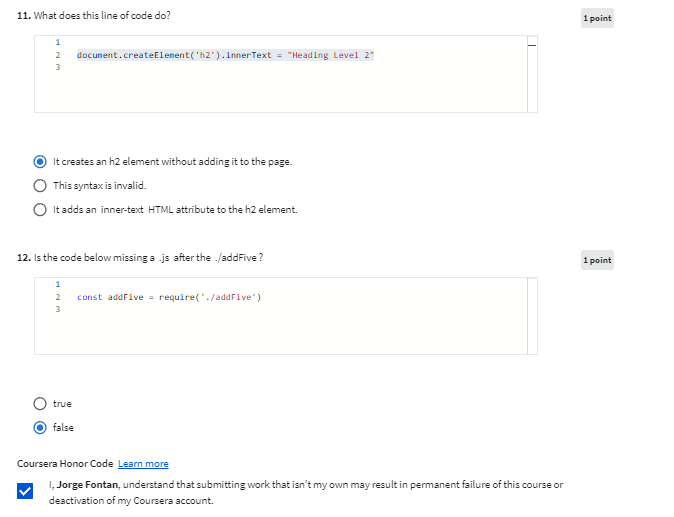 11. What does this line of code do?
1 point
1
2 document.createElement('h2').innerText = "Heading Level 2"
3
It creates an h2 element without adding it to the page.
This syntax is invalid.
It adds an inner-text HTML attribute to the h2 element.
12. Is the code below missing a .js after the ./addFive ?
1 point
1
2 const addFive = require('./addFive')
3
true
false
Coursera Honor Code Learn more
I, Jorge Fontan, understand that submitting work that isn't my own may result in permanent failure of this course or
deactivation of my Coursera account.